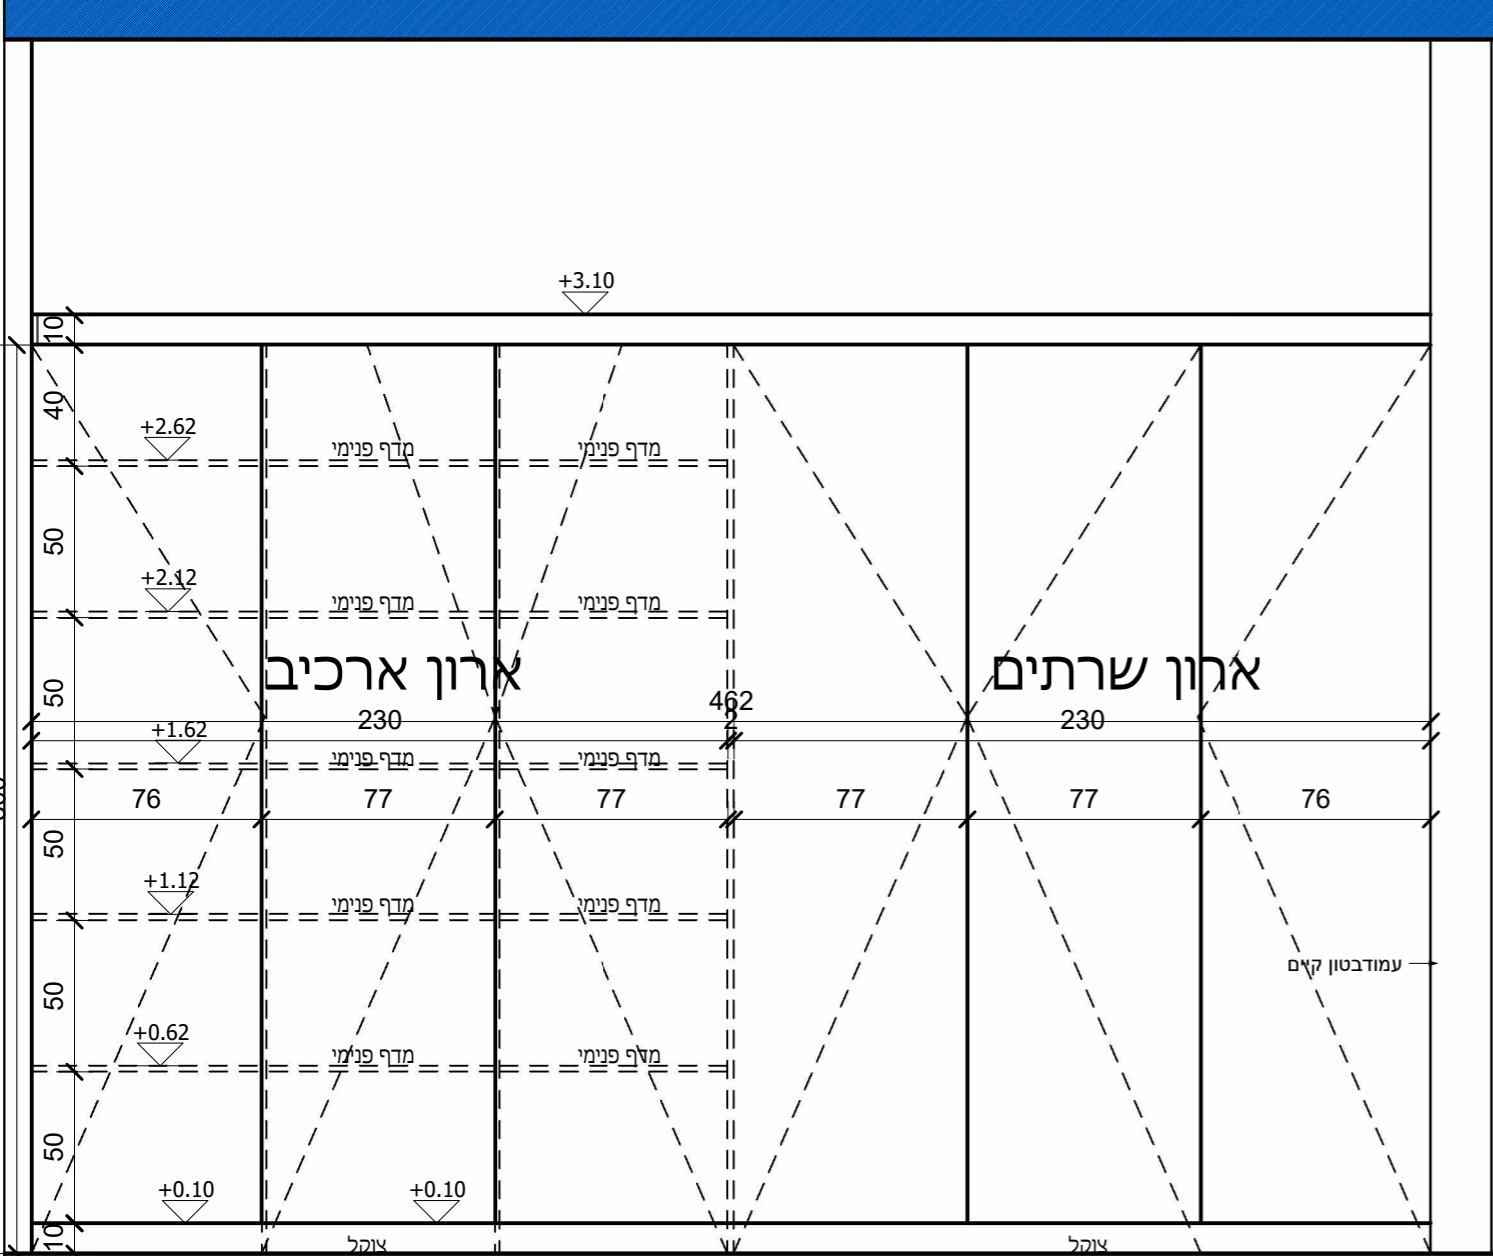 +3.10
10
40
+2.62
מדף פנימי
מדף פנימי
50
+2.12
מדף פנימי
מדף פנימי
50
ארון ארכיב
ארון שרתים
462
230
2
230
+1.62
מדף פנימי
מדף פנימי
76
77
77
77
77
76
50
+1.12
מדף פנימי
מדף פנימי
עמודבטון קיים
50
+0.62
מדף פנימי
מדף פנימי
50
+0.10
+0.10
10
צוקל
צוקל